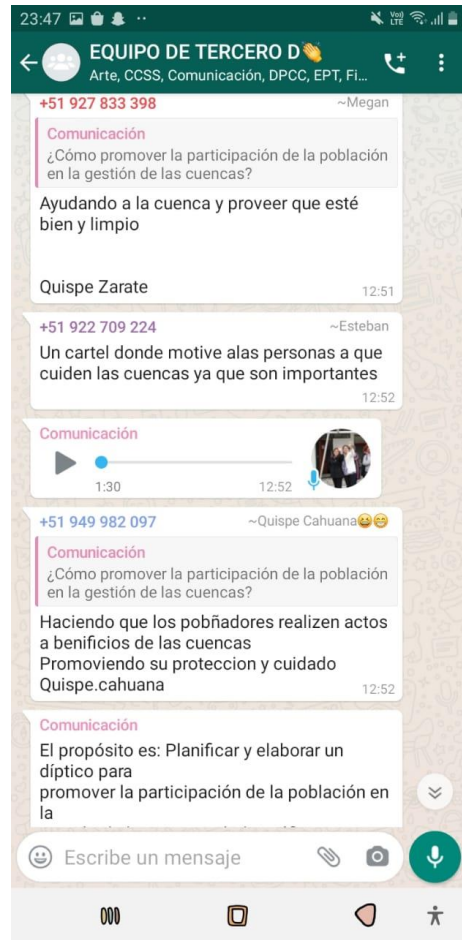 23:47
Voi)
LTE
EQUIPO DE TERCERO D👋
Arte, CCSS, Comunicación, DPCC, EPT, Fi...
+51 927 833 398 ~Megan
Comunicación
¿Cómo promover la participación de la población
en la gestión de las cuencas?
Ayudando a la cuenca y proveer que esté
bien y limpio
Quispe Zarate
12:51
+51 922 709 224 ~Esteban
Un cartel donde motive alas personas a que
cuiden las cuencas ya que son importantes
12:52
Comunicación
1:30 12:52
+51 949 982 097 ~Quispe Cahuana😄😁
Comunicación
¿Cómo promover la participación de la población
en la gestión de las cuencas?
Haciendo que los pobñadores realizen actos
a benificios de las cuencas
Promoviendo su proteccion y cuidado
Quispe.cahuana
12:52
Comunicación
El propósito es: Planificar y elaborar un
díptico para
promover la participación de la población en
la
Escribe un mensaje